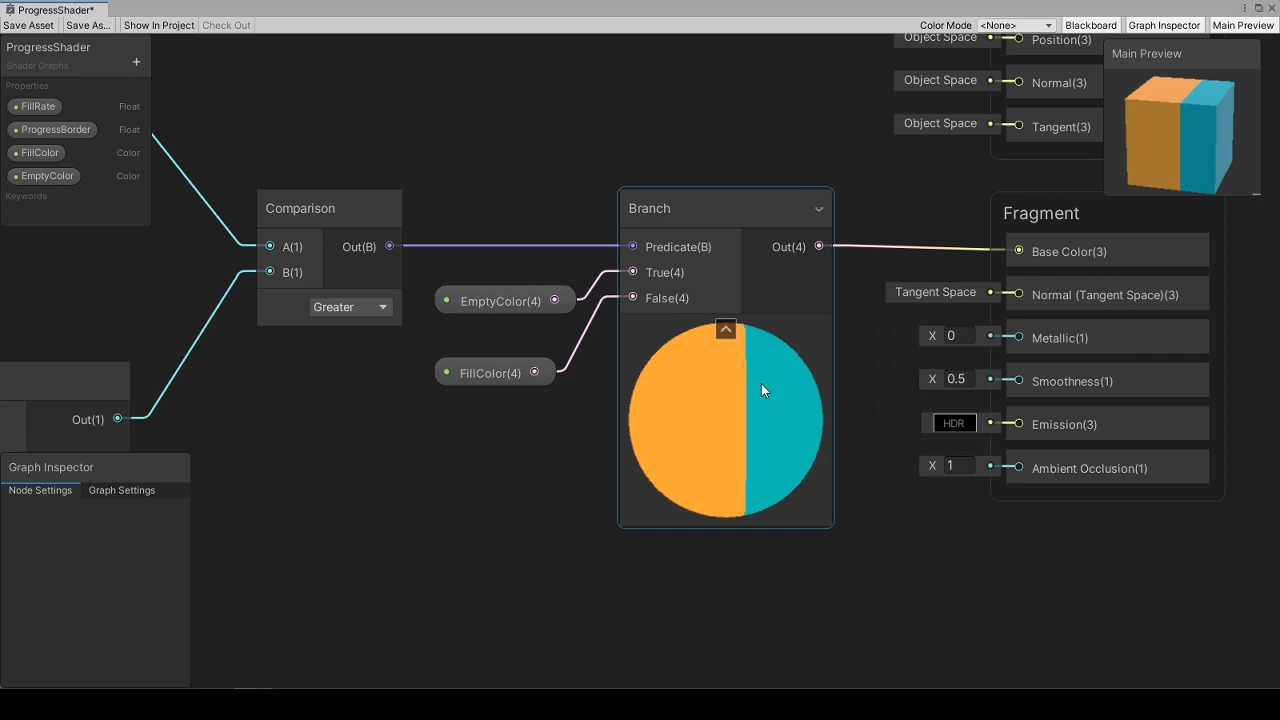 ProgressShader*
Save Asset Save As... Show In Project Check Out Color Mode <None> Blackboard Graph Inspector Main Preview
ProgressShader
Shader Graphs
+
Properties
FillRate Float
ProgressBorder Float
FillColor Color
EmptyColor Color
Keywords
Object Space Position(3)
Object Space Normal(3)
Object Space Tangent(3)
Main Preview
Comparison
A(1) Out(B)
B(1)
Greater
Out(1)
EmptyColor(4)
FillColor(4)
Branch
Predicate(B) Out(4)
True(4)
False(4)
Fragment
Base Color(3)
Tangent Space Normal (Tangent Space)(3)
X 0 Metallic(1)
X 0.5 Smoothness(1)
HDR Emission(3)
X 1 Ambient Occlusion(1)
Graph Inspector
Node Settings Graph Settings